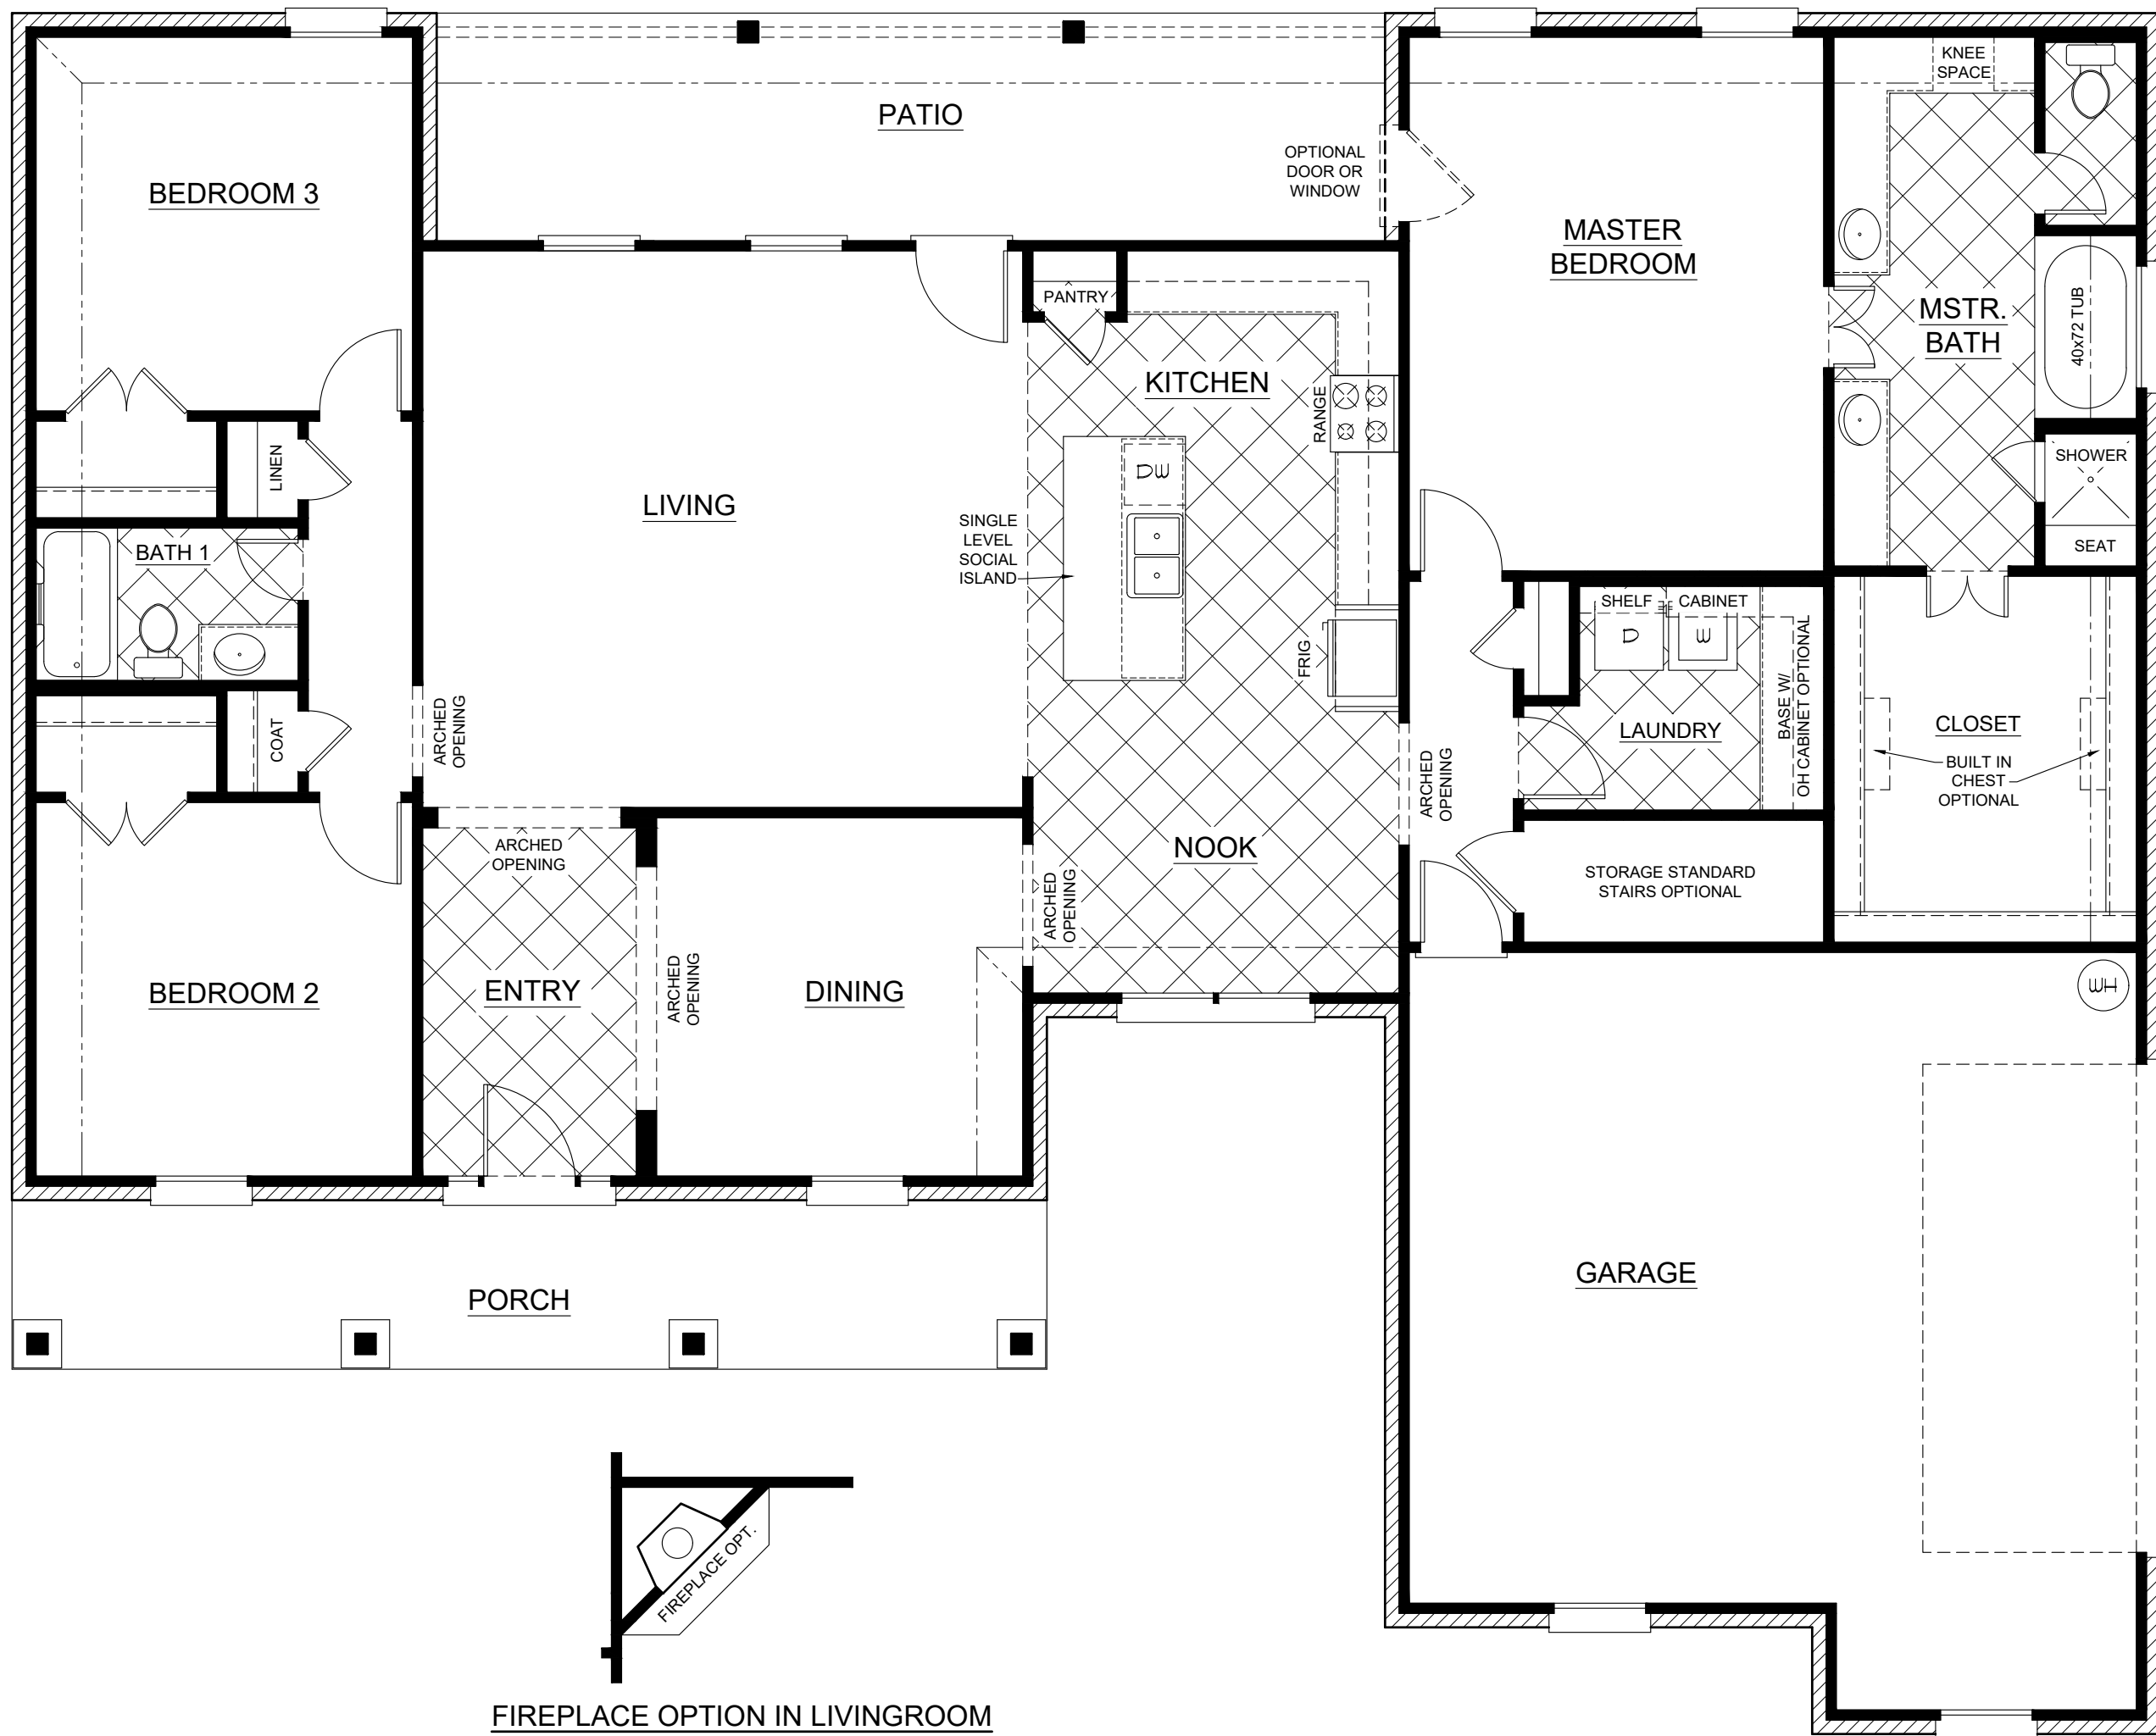 KNEE
SPACE
PATIO
OPTIONAL
DOOR OR
WINDOW
BEDROOM 3
MASTER
BEDROOM
PANTRY
MSTR.
BATH
40x72 TUB
KITCHEN
RANGE
LINEN
SHOWER
LIVING
DW
SINGLE
LEVEL
SOCIAL
ISLAND
SEAT
BATH 1
SHELF
CABINET
D
W
FRIG
BASE W/
OH CABINET OPTIONAL
COAT
ARCHED
OPENING
LAUNDRY
CLOSET
ARCHED
OPENING
BUILT IN
CHEST
OPTIONAL
ARCHED
OPENING
NOOK
STORAGE STANDARD
STAIRS OPTIONAL
ARCHED
OPENING
ARCHED
OPENING
BEDROOM 2
ENTRY
DINING
WH
GARAGE
PORCH
FIREPLACE OPT.
FIREPLACE OPTION IN LIVINGROOM